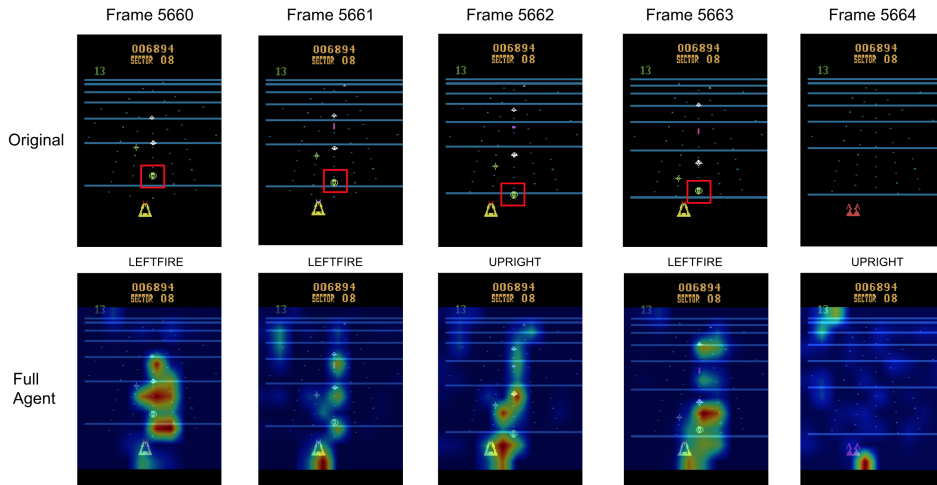 Frame 5660 Frame 5661 Frame 5662 Frame 5663 Frame 5664
006894 006894 006894 006894 006894
SECTOR 08 SECTOR 08 SECTOR 08 SECTOR 08 SECTOR 08
13 13 13 13 13
Original
LEFTFIRE LEFTFIRE UPRIGHT LEFTFIRE UPRIGHT
006894 006894 006894 006894 006894
SECTOR 08 SECTOR 08 SECTOR 08 SECTOR 08 SECTOR 08
13 13 13 13 13
Full
Agent